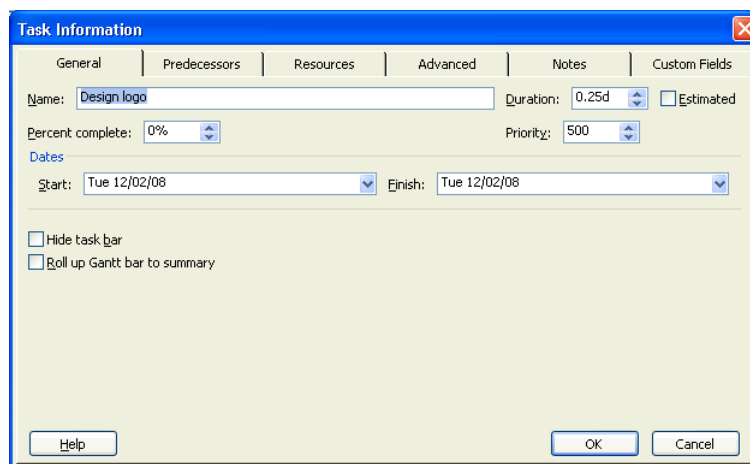 Task Information
General Predecessors Resources Advanced Notes Custom Fields
Name: Design logo Duration: 0.25d Estimated
Percent complete: 0% Priority: 500
Dates
Start: Tue 12/02/08 Finish: Tue 12/02/08
Hide task bar
Roll up Gantt bar to summary
Help OK Cancel